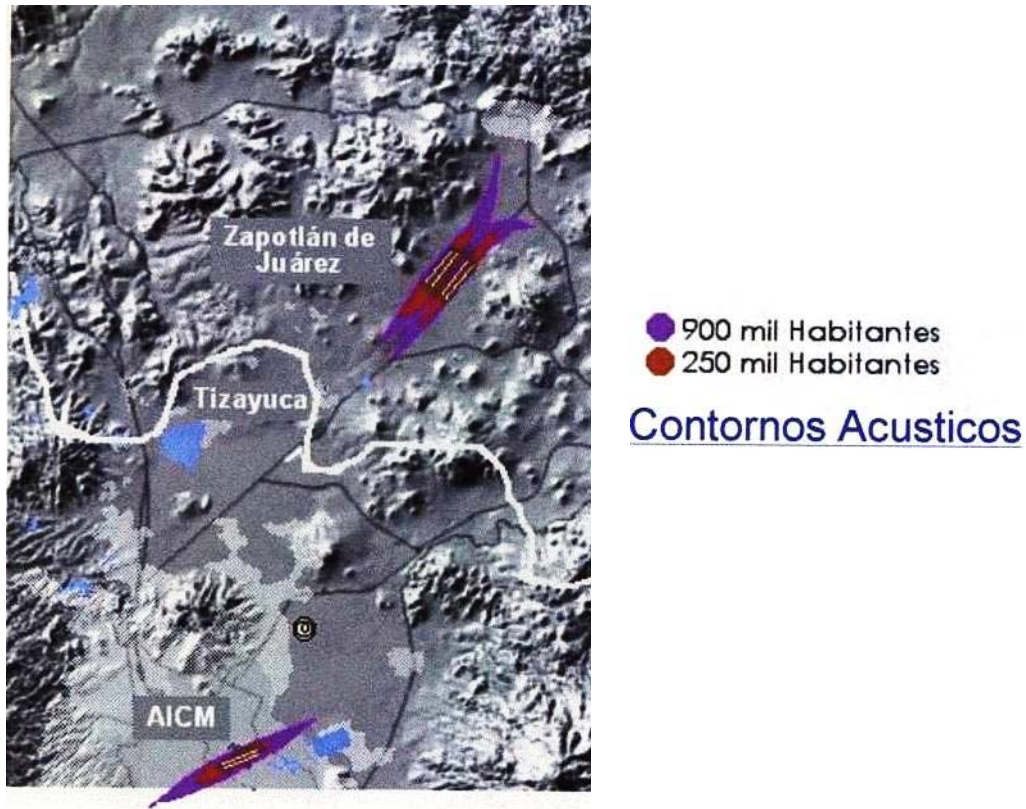 Zapotlán de
Juárez
Tizayuca
AICM
900 mil Habitantes
250 mil Habitantes
Contornos Acusticos